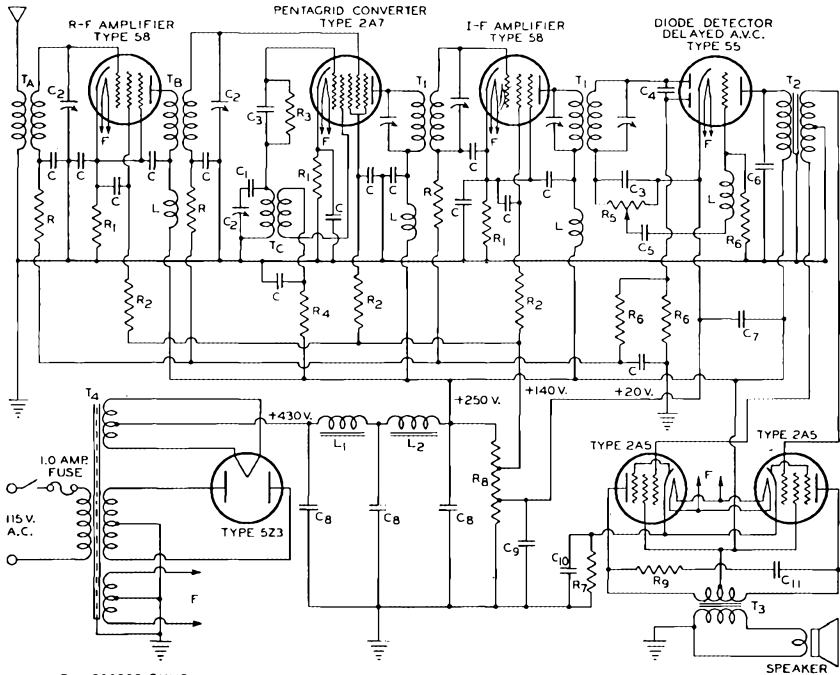 R-F AMPLIFIER
TYPE 58
PENTAGRID CONVERTER
TYPE 2A7
I-F AMPLIFIER
TYPE 58
DIODE DETECTOR
DELAYED A.V.C.
TYPE 55
TA
C2
F
TB
C2
C3
R3
F
T1
F
T1
C4
F
T2
C
C
C
C
C
R
R1
L
R
C1
C2
TC
R1
C
C
C
L
R
C
C
C
C
R1
L
C3
R5
C5
L
R6
C6
C
R2
R4
R2
R2
R6
R6
C
C7
T4
+430 V.
+250 V.
+140V.
+20 V.
L1
L2
1.0 AMP.
FUSE
115 V.
A.C.
TYPE 5Z3
C8
C8
C8
R8
C9
TYPE 2A5
TYPE 2A5
F
C10
R7
R9
C11
F
T3
SPEAKER